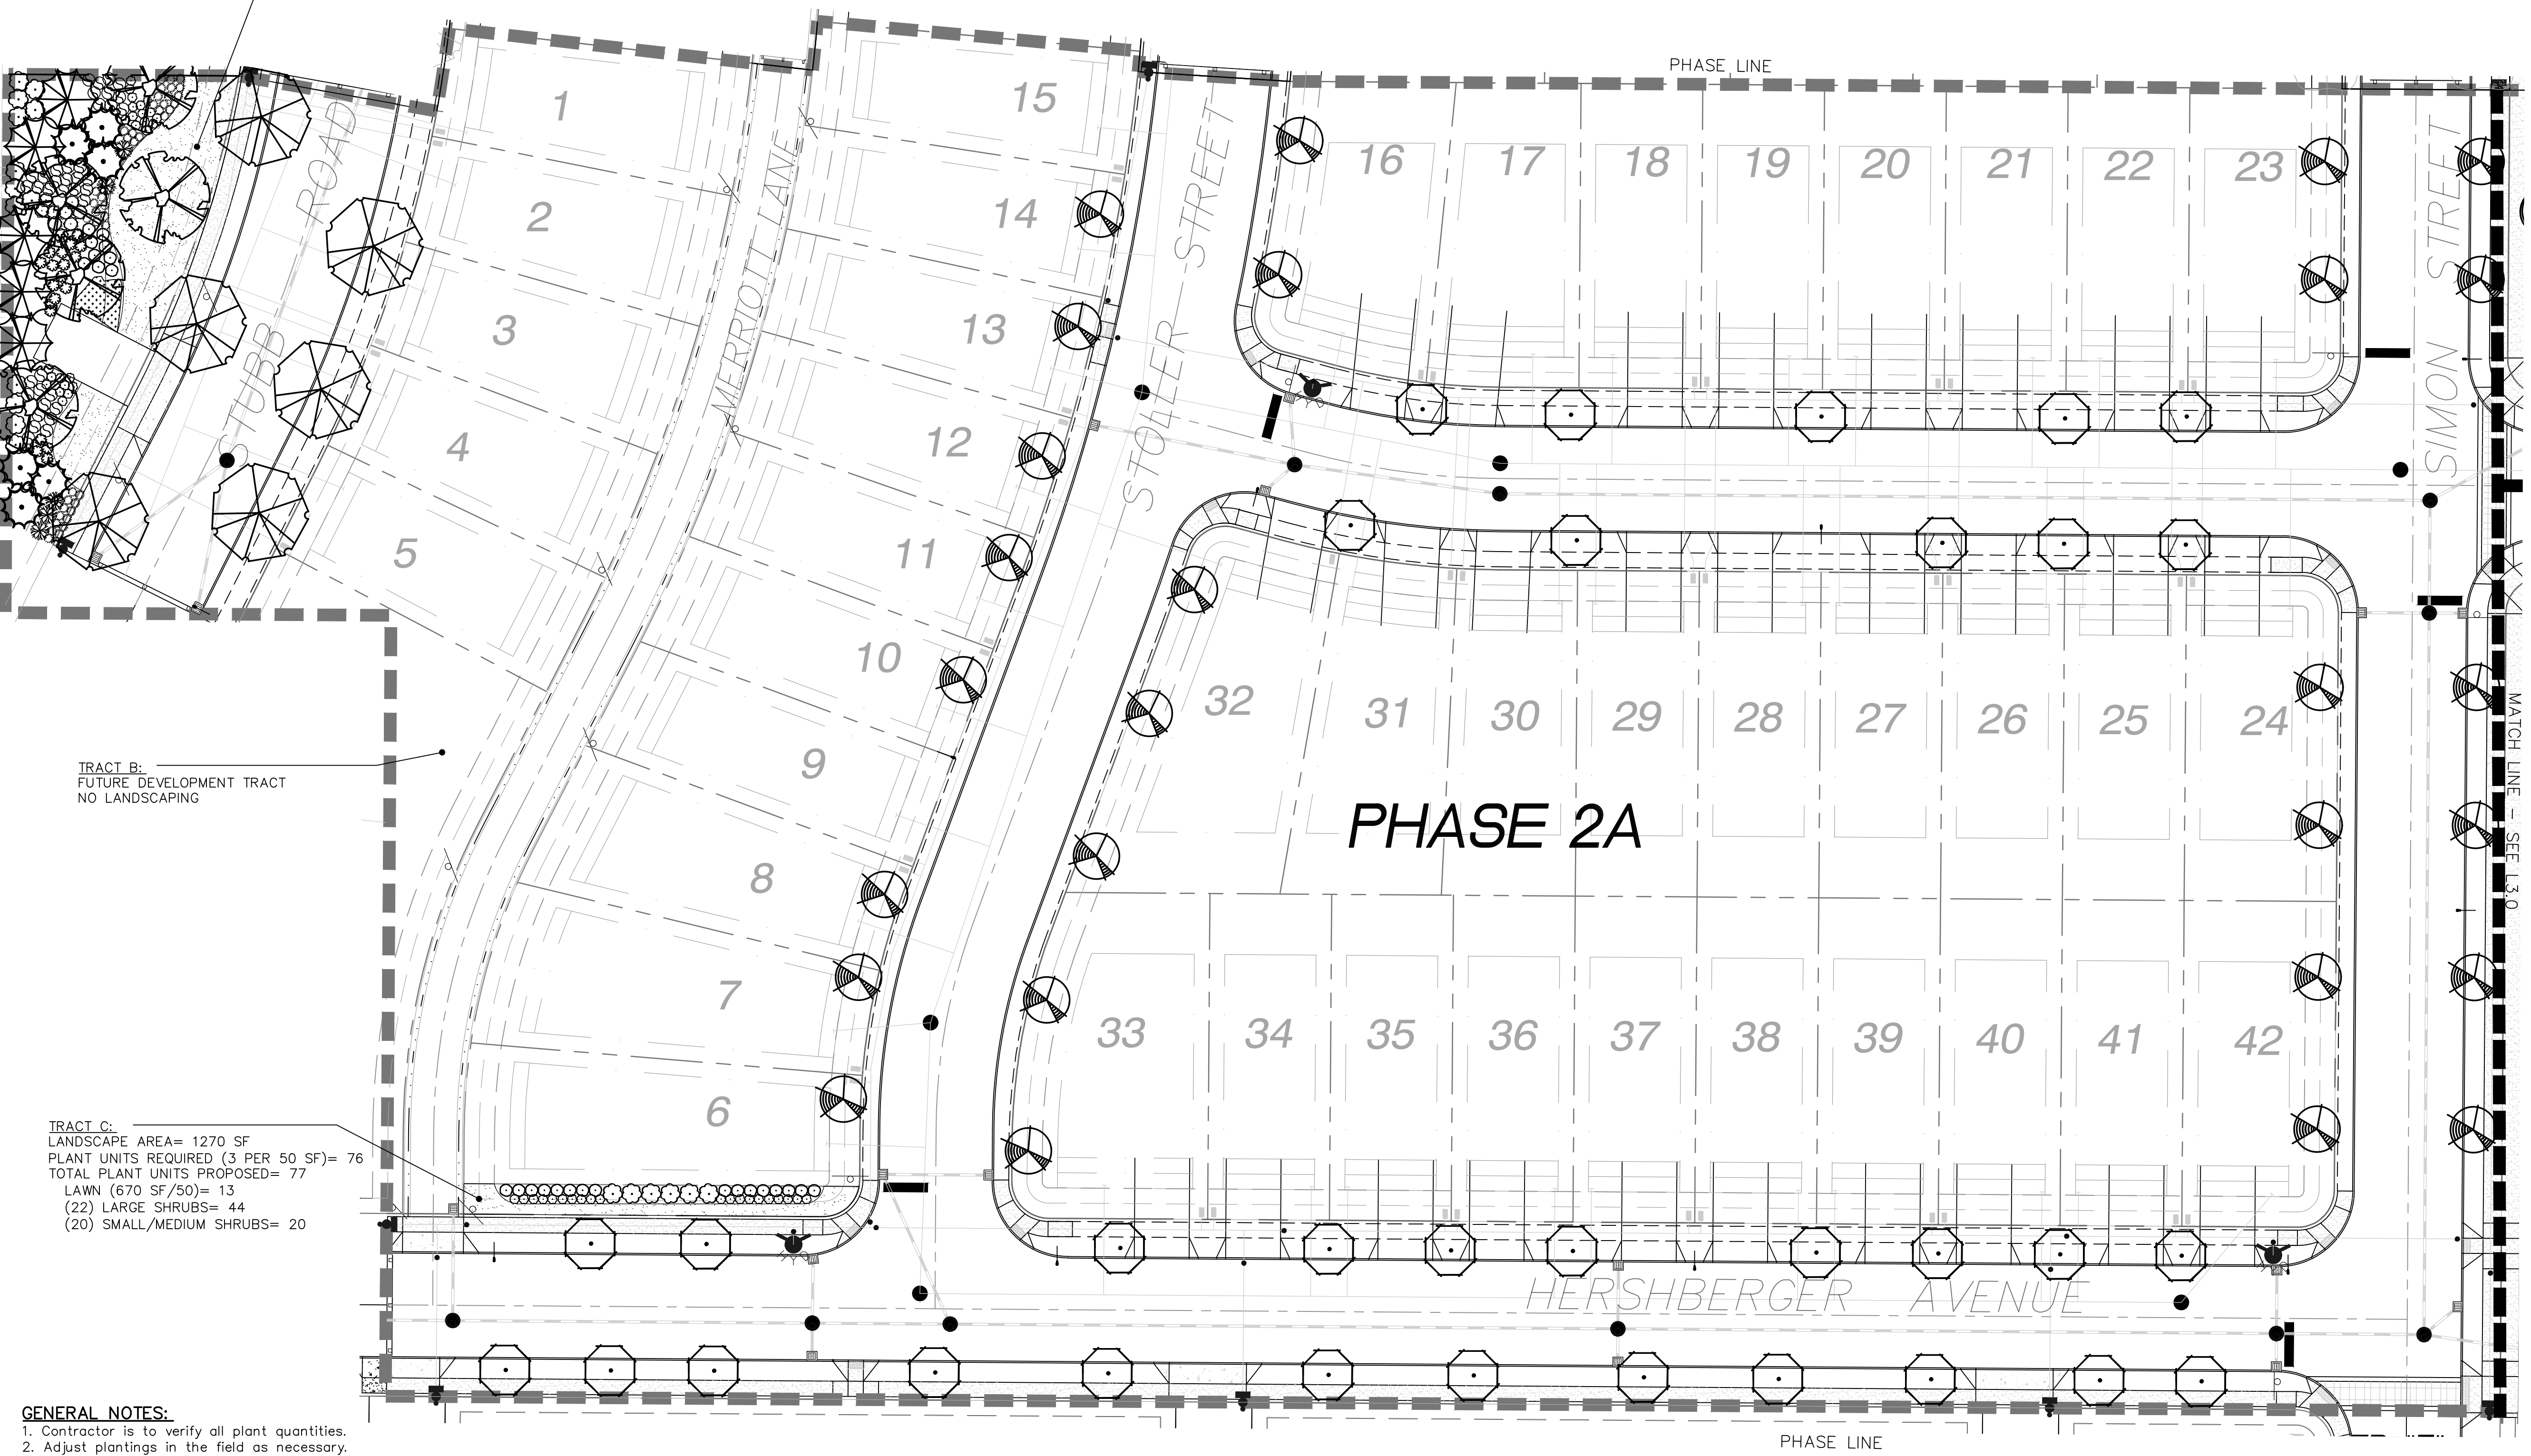 PHASE LINE
1
15
16
17
18
19
20
21
22
23
2
14
3
13
4
12
5
11
10
9
8
7
6
STUBB ROAD
MERRIOTT LANE
STOLLER STREET
SIMON STREET
32
31
30
29
28
27
26
25
24
PHASE 2A
33
34
35
36
37
38
39
40
41
42
MATCH LINE - SEE L3.0
TRACT B:
FUTURE DEVELOPMENT TRACT
NO LANDSCAPING
TRACT C:
LANDSCAPE AREA= 1270 SF
PLANT UNITS REQUIRED (3 PER 50 SF)= 76
TOTAL PLANT UNITS PROPOSED= 77
LAWN (670 SF/50)= 13
(22) LARGE SHRUBS= 44
(20) SMALL/MEDIUM SHRUBS= 20
HERSHBERGER AVENUE
GENERAL NOTES:
1. Contractor is to verify all plant quantities.
2. Adjust plantings in the field as necessary.
PHASE LINE